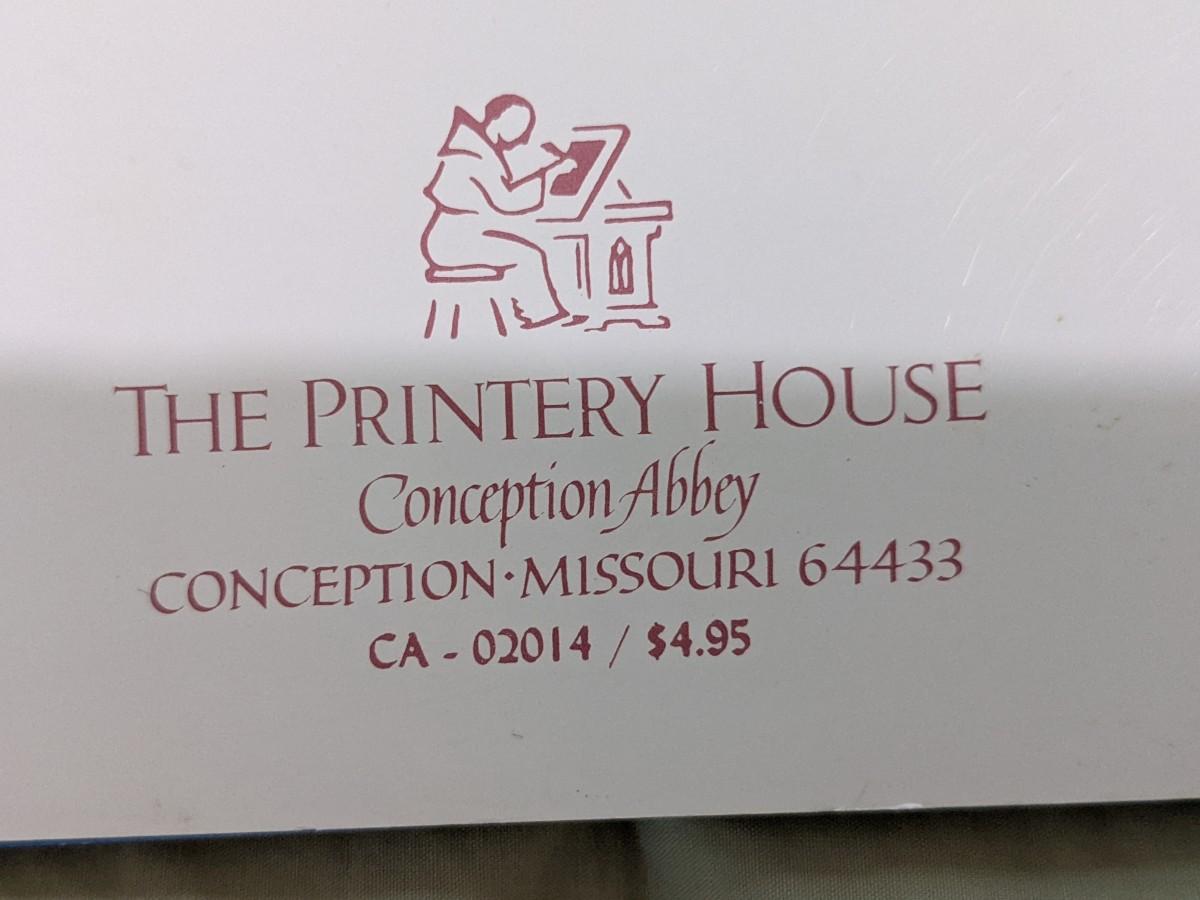 THE PRINTERY HOUSE
Conception Abbey
CONCEPTION·MISSOURI 64433
CA - 02014 / $4.95